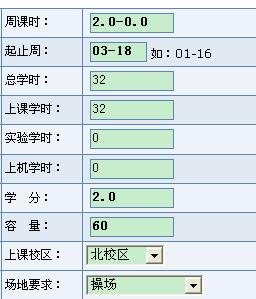 周课时： 2.0-0.0
起止周： 03-18 如：01-16
总学时： 32
上课学时： 32
实验学时： 0
上机学时： 0
学 分： 2.0
容 量： 60
上课校区： 北校区
场地要求： 操场